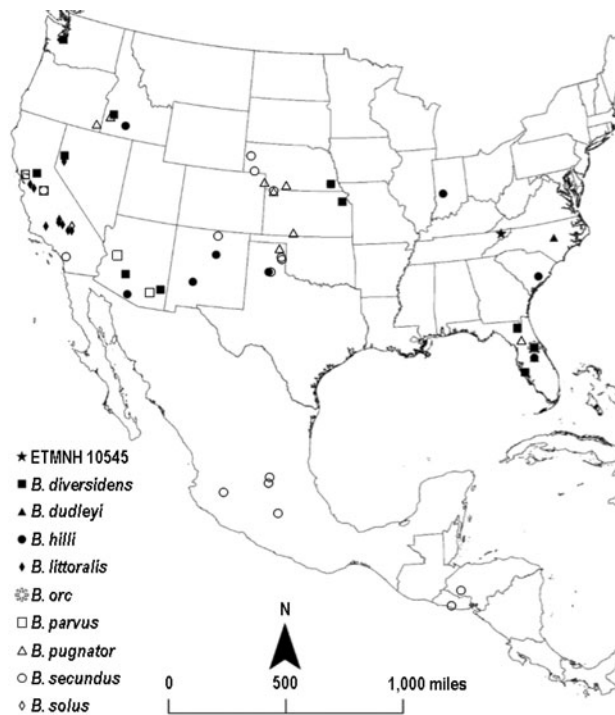 ETMNH 10545
B. diversidens
B. dudleyi
B. hilli
B. littoralis
B. orc
B. parvus
B. pugnator
B. secundus
B. solus
N
0 500 1,000 miles